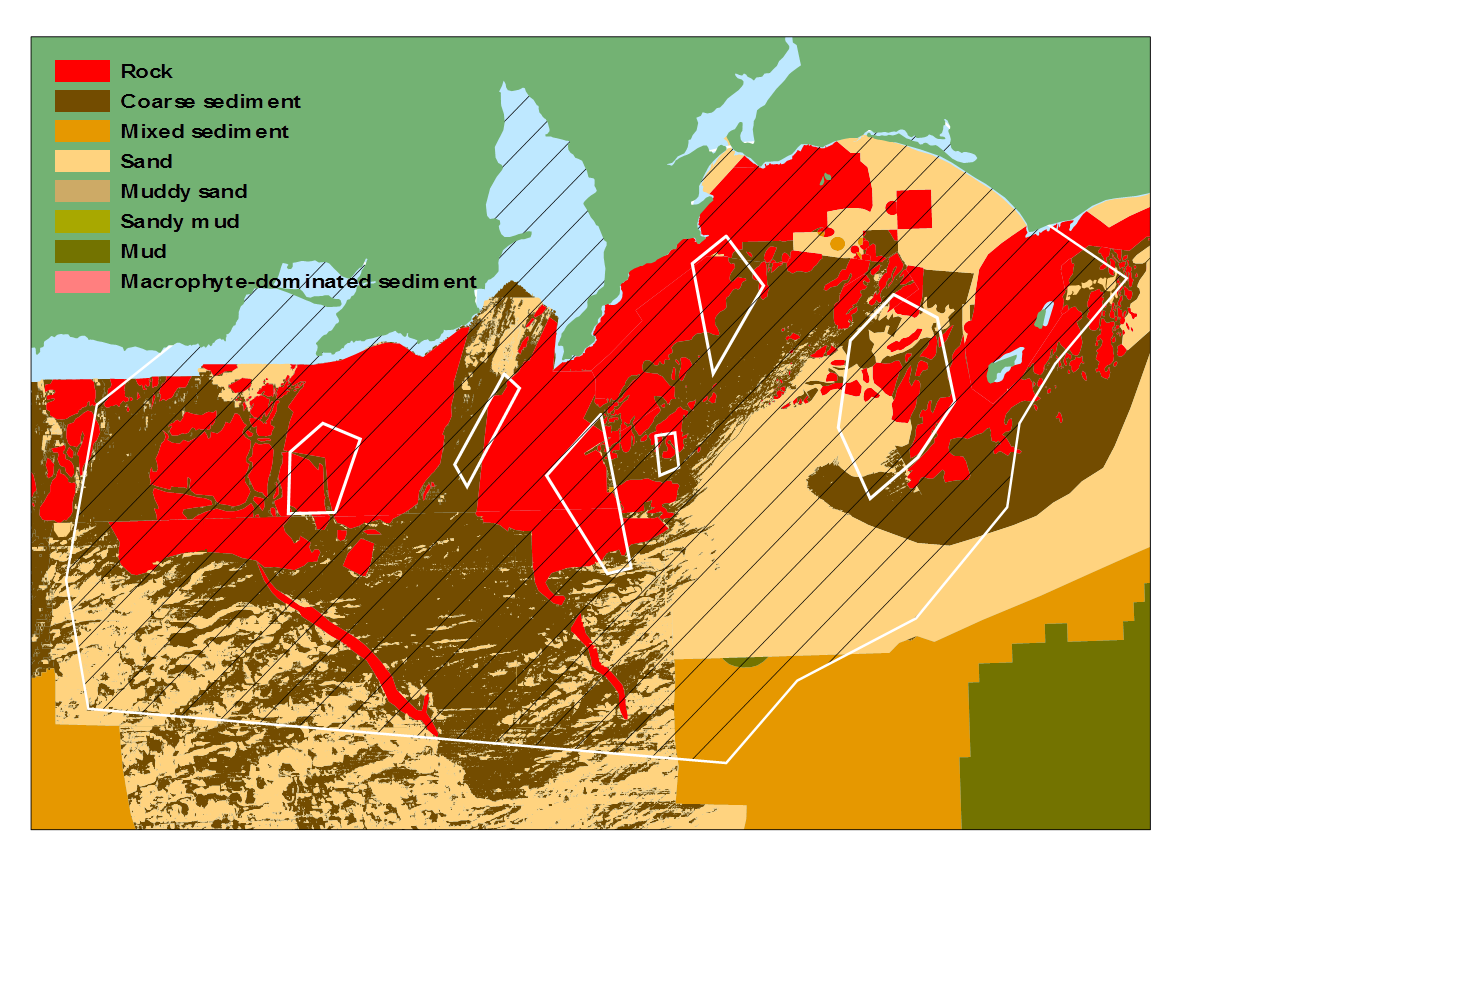 Rock
Coarse sediment
Mixed sediment
Sand
Muddy sand
Sandy mud
Mud
Macrophyte-dominated sediment